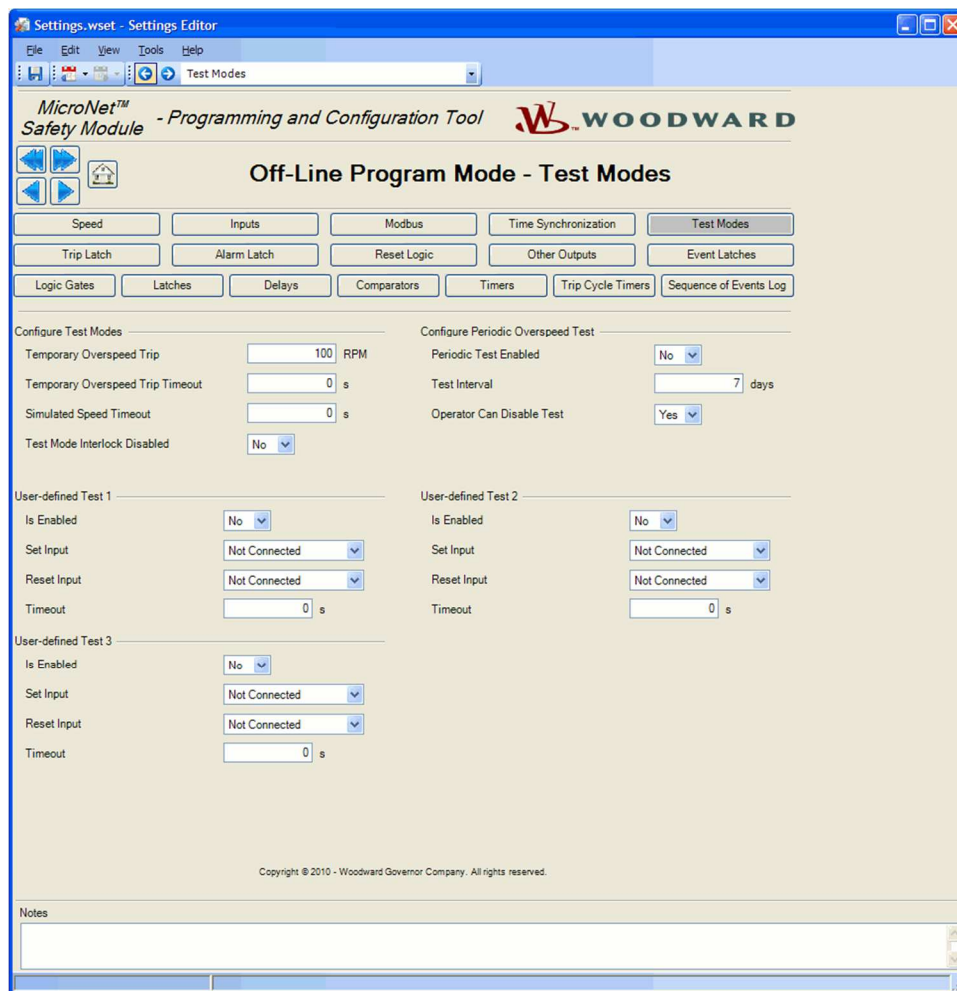 Settings.wset - Settings Editor
File Edit View Tools Help
Test Modes
MicroNet™ Safety Module - Programming and Configuration Tool WOODWARD
Off-Line Program Mode - Test Modes
Speed Inputs Modbus Time Synchronization Test Modes
Trip Latch Alarm Latch Reset Logic Other Outputs Event Latches
Logic Gates Latches Delays Comparators Timers Trip Cycle Timers Sequence of Events Log
Configure Test Modes
Temporary Overspeed Trip 100 RPM
Temporary Overspeed Trip Timeout 0 s
Simulated Speed Timeout 0 s
Test Mode Interlock Disabled No
Configure Periodic Overspeed Test
Periodic Test Enabled No
Test Interval 7 days
Operator Can Disable Test Yes
User-defined Test 1
Is Enabled No
Set Input Not Connected
Reset Input Not Connected
Timeout 0 s
User-defined Test 2
Is Enabled No
Set Input Not Connected
Reset Input Not Connected
Timeout 0 s
User-defined Test 3
Is Enabled No
Set Input Not Connected
Reset Input Not Connected
Timeout 0 s
Copyright © 2010 - Woodward Governor Company. All rights reserved.
Notes